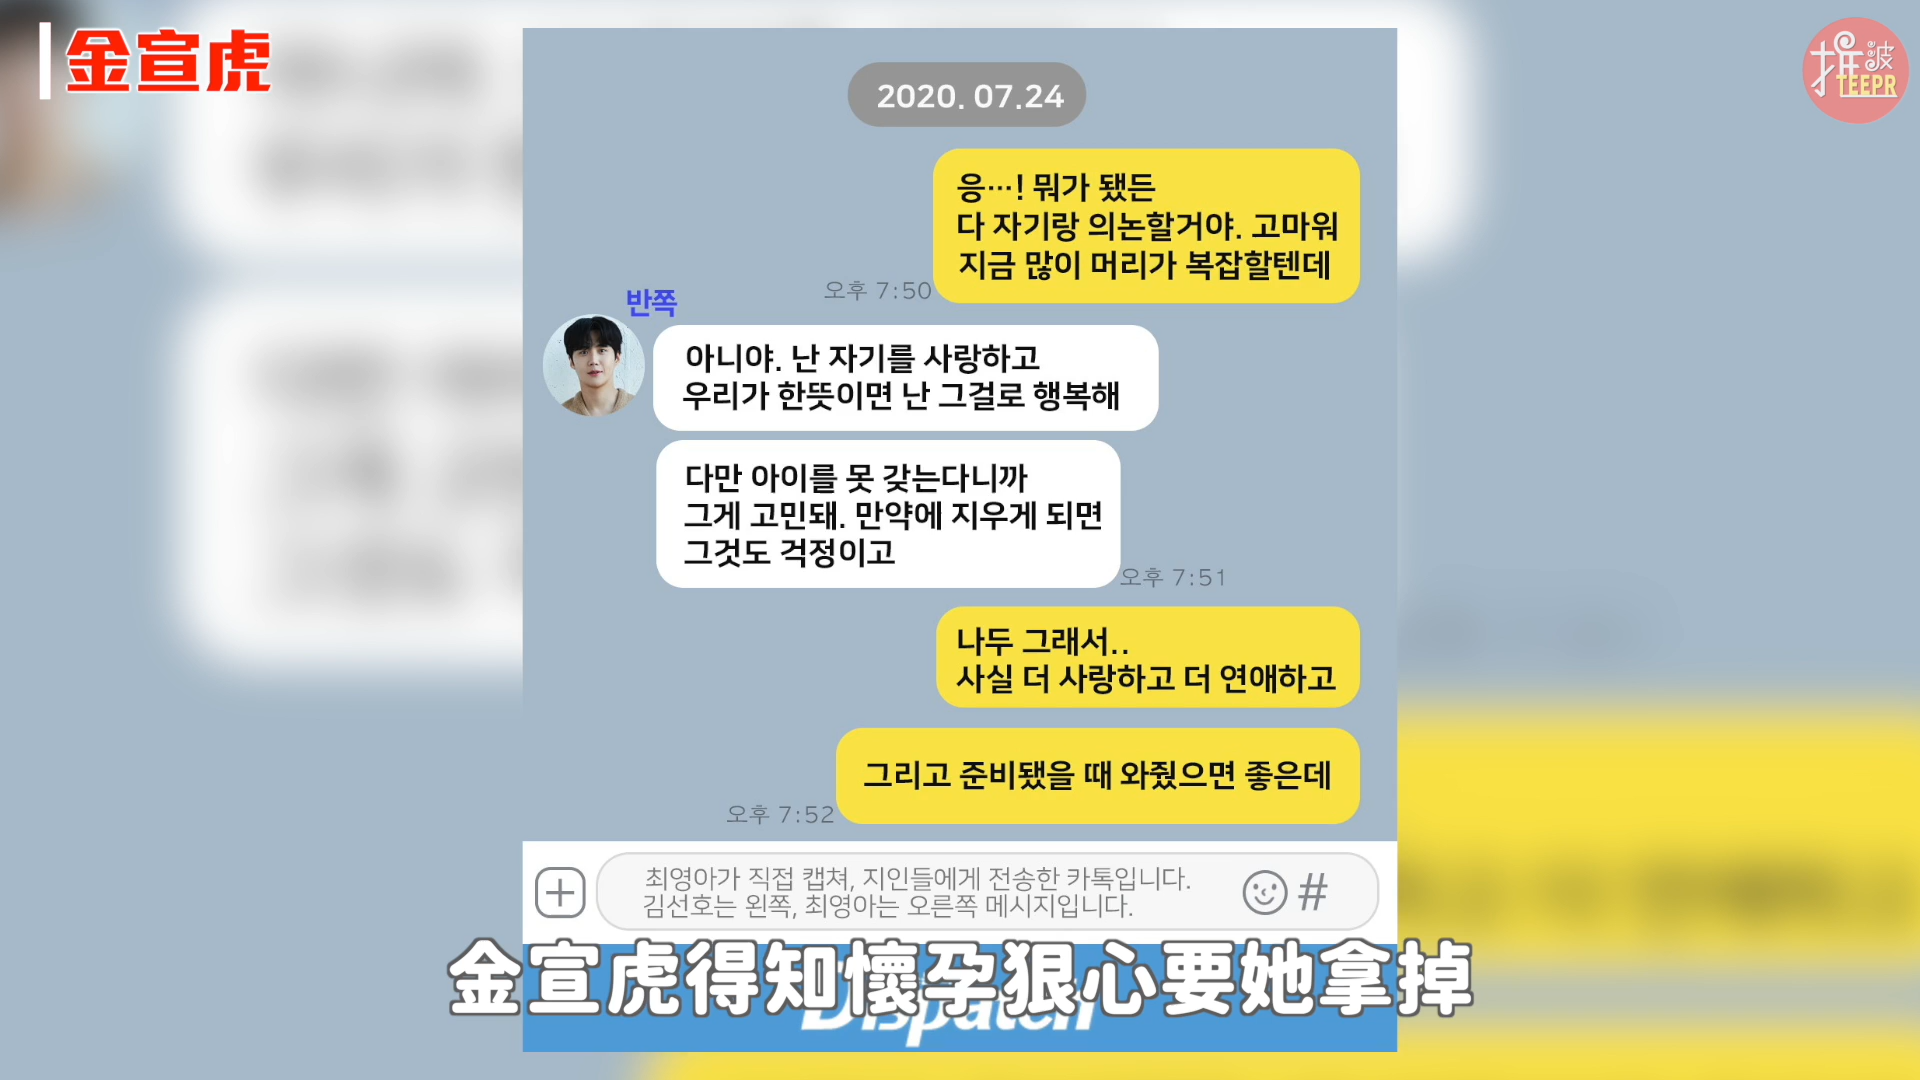 金宣虎
推波
TEEPR
2020. 07.24
응…! 뭐가 됐든
다 자기랑 의논할거야. 고마워
지금 많이 머리가 복잡할텐데
오후 7:50
반쪽
아니야. 난 자기를 사랑하고
우리가 한뜻이면 난 그걸로 행복해
다만 아이를 못 갖는다니까
그게 고민돼. 만약에 지우게 되면
그것도 걱정이고
오후 7:51
나두 그래서..
사실 더 사랑하고 더 연애하고
그리고 준비됐을 때 와줬으면 좋은데
오후 7:52
최영아가 직접 캡쳐, 지인들에게 전송한 카톡입니다.
김선호는 왼쪽, 최영아는 오른쪽 메시지입니다.
#
金宣虎得知懷孕狠心要她拿掉
Dispatch